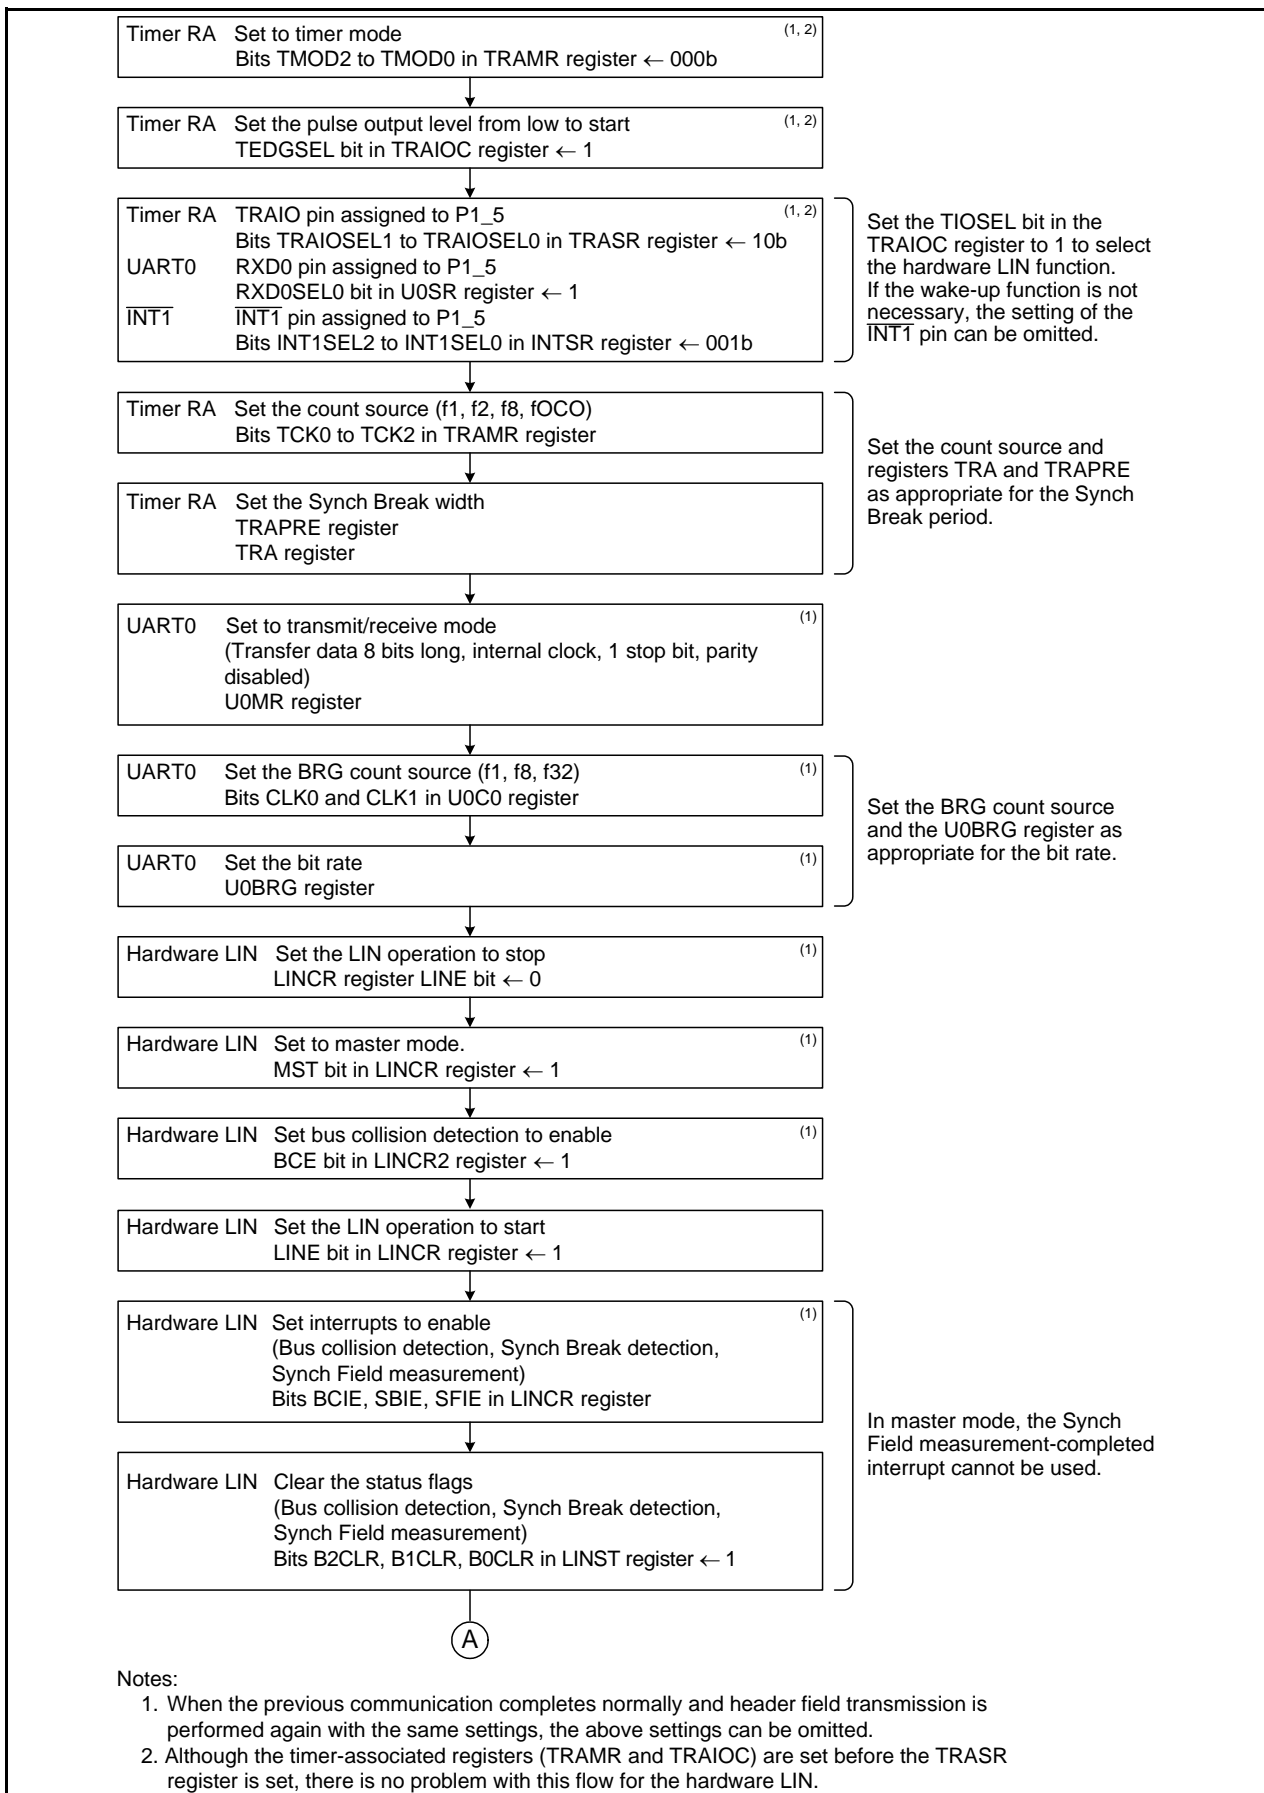 Timer RA Set to timer mode (1, 2)
Bits TMOD2 to TMOD0 in TRAMR register ← 000b
Timer RA Set the pulse output level from low to start (1, 2)
TEDGSEL bit in TRAIOC register ← 1
Timer RA TRAIO pin assigned to P1_5 (1, 2)
Bits TRAIOSEL1 to TRAIOSEL0 in TRASR register ← 10b
UART0 RXD0 pin assigned to P1_5
RXD0SEL0 bit in U0SR register ← 1
INT1 INT1 pin assigned to P1_5
Bits INT1SEL2 to INT1SEL0 in INTSR register ← 001b
Set the TIOSEL bit in the
TRAIOC register to 1 to select
the hardware LIN function.
If the wake-up function is not
necessary, the setting of the
INT1 pin can be omitted.
Timer RA Set the count source (f1, f2, f8, fOCO)
Bits TCK0 to TCK2 in TRAMR register
Timer RA Set the Synch Break width
TRAPRE register
TRA register
Set the count source and
registers TRA and TRAPRE
as appropriate for the Synch
Break period.
UART0 Set to transmit/receive mode (1)
(Transfer data 8 bits long, internal clock, 1 stop bit, parity
disabled)
U0MR register
UART0 Set the BRG count source (f1, f8, f32) (1)
Bits CLK0 and CLK1 in U0C0 register
UART0 Set the bit rate (1)
U0BRG register
Set the BRG count source
and the U0BRG register as
appropriate for the bit rate.
Hardware LIN Set the LIN operation to stop (1)
LINCR register LINE bit ← 0
Hardware LIN Set to master mode. (1)
MST bit in LINCR register ← 1
Hardware LIN Set bus collision detection to enable (1)
BCE bit in LINCR2 register ← 1
Hardware LIN Set the LIN operation to start
LINE bit in LINCR register ← 1
Hardware LIN Set interrupts to enable (1)
(Bus collision detection, Synch Break detection,
Synch Field measurement)
Bits BCIE, SBIE, SFIE in LINCR register
Hardware LIN Clear the status flags
(Bus collision detection, Synch Break detection,
Synch Field measurement)
Bits B2CLR, B1CLR, B0CLR in LINST register ← 1
In master mode, the Synch
Field measurement-completed
interrupt cannot be used.
A
Notes:
1. When the previous communication completes normally and header field transmission is
performed again with the same settings, the above settings can be omitted.
2. Although the timer-associated registers (TRAMR and TRAIOC) are set before the TRASR
register is set, there is no problem with this flow for the hardware LIN.